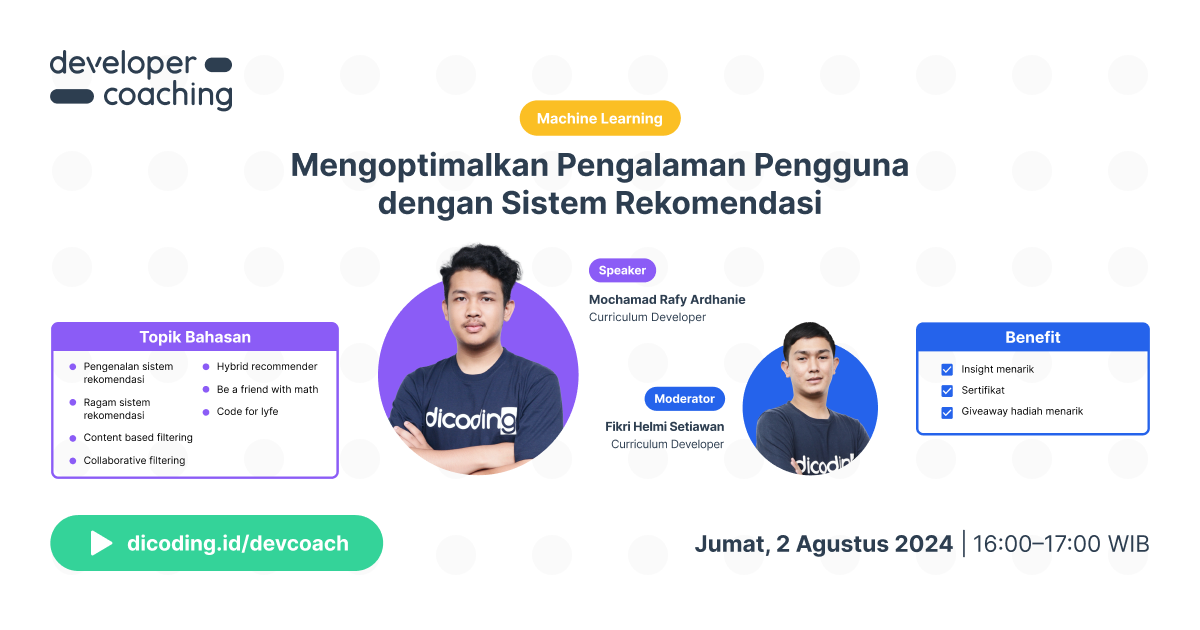 developer
coaching
Machine Learning
Mengoptimalkan Pengalaman Pengguna
dengan Sistem Rekomendasi
Topik Bahasan
Pengenalan sistem
rekomendasi
Ragam sistem
rekomendasi
Content based filtering
Collaborative filtering
Hybrid recommender
Be a friend with math
Code for lyfe
dicoding
Speaker
Mochamad Rafy Ardhanie
Curriculum Developer
Moderator
Fikri Helmi Setiawan
Curriculum Developer
dicoding
Benefit
Insight menarik
Sertifikat
Giveaway hadiah menarik
dicoding.id/devcoach
Jumat, 2 Agustus 2024 | 16:00–17:00 WIB